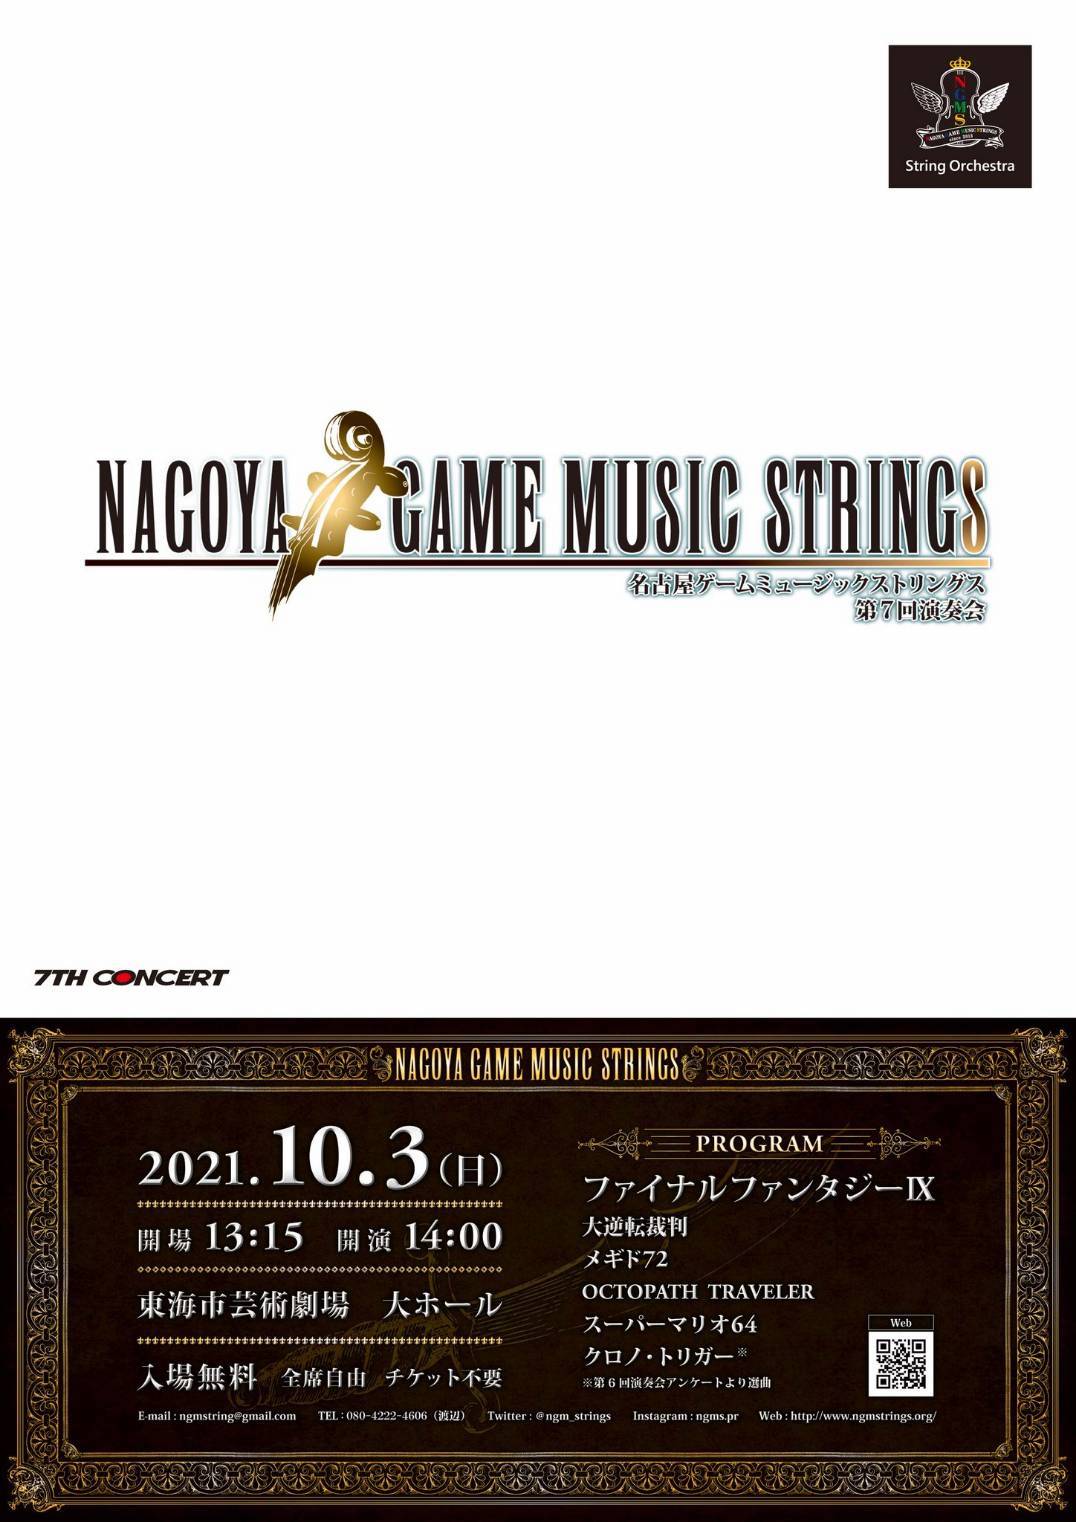 NGMS
NAGOYA GAME MUSIC STRINGS
since 2013
String Orchestra
NAGOYA GAME MUSIC STRINGS
名古屋ゲームミュージックストリングス
第7回演奏会
7TH CONCERT
NAGOYA GAME MUSIC STRINGS
2021. 10.3(日)
開場 13:15 開演 14:00
東海市芸術劇場 大ホール
入場無料 全席自由 チケット不要
PROGRAM
ファイナルファンタジーIX
大逆転裁判
メギド72
OCTOPATH TRAVELER
スーパーマリオ64
クロノ・トリガー※
※第6回演奏会アンケートより選曲
Web
E-mail : ngmstring@gmail.com TEL : 080-4222-4606 (渡辺) Twitter : @ngm_strings Instagram : ngms.pr Web : http://www.ngmstrings.org/